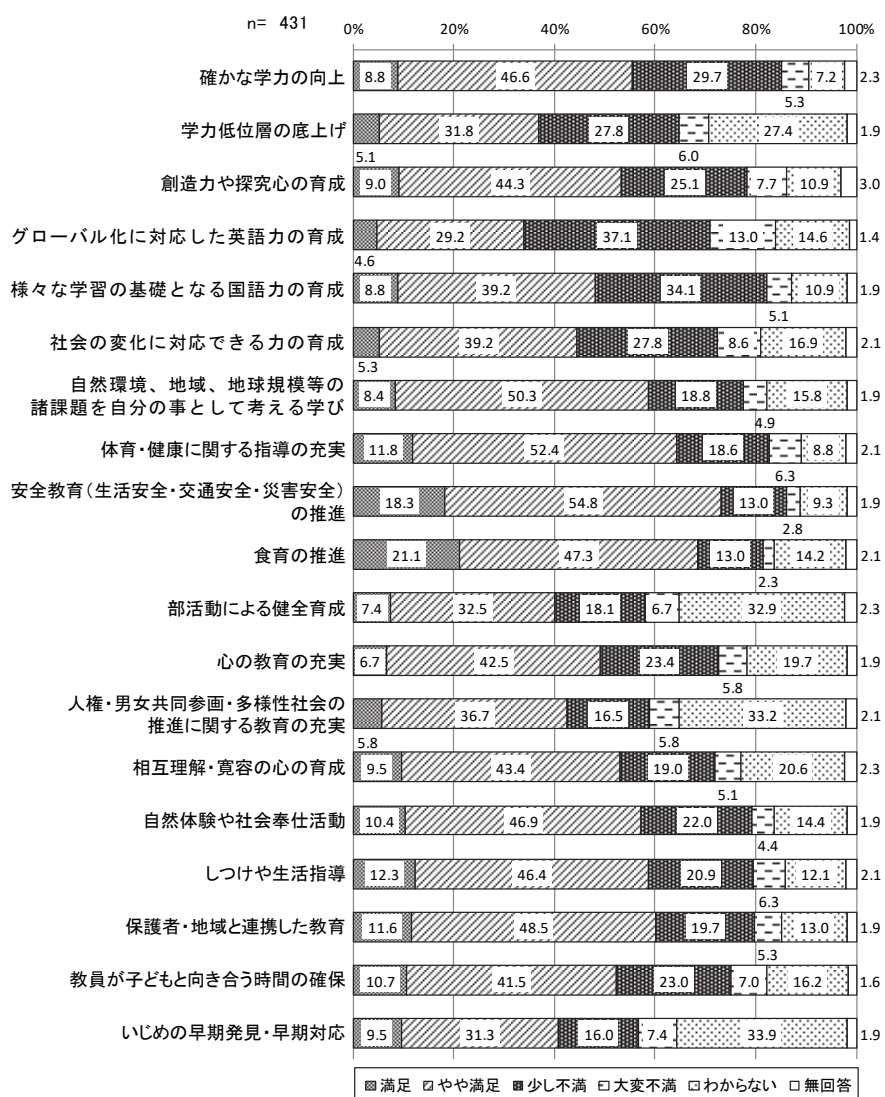 n= 431
0% 20% 40% 60% 80% 100%
確かな学力の向上 8.8 46.6 29.7 7.2 2.3
5.3
学力低位層の底上げ 31.8 27.8 27.4 1.9
5.1 6.0
創造力や探究心の育成 9.0 44.3 25.1 7.7 10.9 3.0
グローバル化に対応した英語力の育成 29.2 37.1 13.0 14.6 1.4
4.6
様々な学習の基礎となる国語力の育成 8.8 39.2 34.1 10.9 1.9
5.1
社会の変化に対応できる力の育成 39.2 27.8 8.6 16.9 2.1
5.3
自然環境、地域、地球規模等の
諸課題を自分の事として考える学び 8.4 50.3 18.8 15.8 1.9
4.9
体育・健康に関する指導の充実 11.8 52.4 18.6 8.8 2.1
6.3
安全教育（生活安全・交通安全・災害安全）
の推進 18.3 54.8 13.0 9.3 1.9
2.8
食育の推進 21.1 47.3 13.0 14.2 2.1
2.3
部活動による健全育成 7.4 32.5 18.1 6.7 32.9 2.3
心の教育の充実 6.7 42.5 23.4 19.7 1.9
5.8
人権・男女共同参画・多様性社会の
推進に関する教育の充実 36.7 16.5 33.2 2.1
5.8 5.8
相互理解・寛容の心の育成 9.5 43.4 19.0 20.6 2.3
5.1
自然体験や社会奉仕活動 10.4 46.9 22.0 14.4 1.9
4.4
しつけや生活指導 12.3 46.4 20.9 12.1 2.1
6.3
保護者・地域と連携した教育 11.6 48.5 19.7 13.0 1.9
5.3
教員が子どもと向き合う時間の確保 10.7 41.5 23.0 7.0 16.2 1.6
いじめの早期発見・早期対応 9.5 31.3 16.0 7.4 33.9 1.9
満足 やや満足 少し不満 大変不満 わからない 無回答